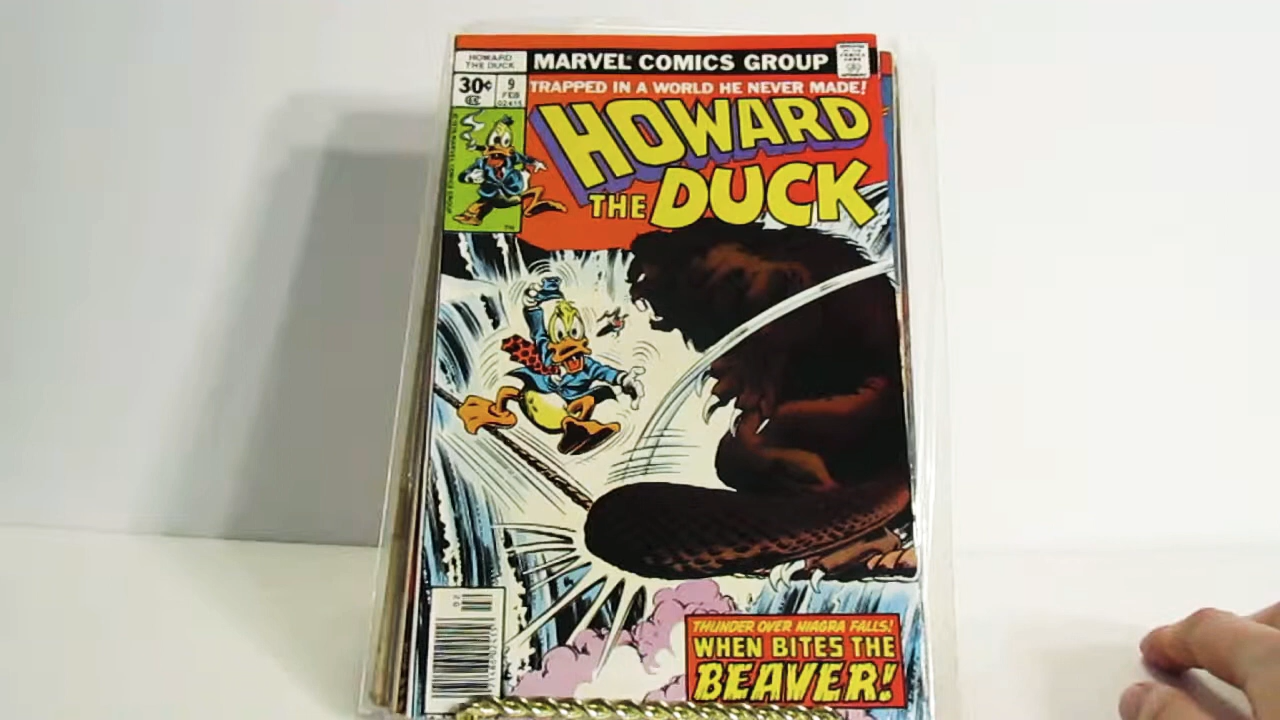 HOWARD
THE DUCK
MARVEL COMICS GROUP
30¢
9
FEB
02415
TRAPPED IN A WORLD HE NEVER MADE!
HOWARD
THE DUCK
THUNDER OVER NIAGRA FALLS!
WHEN BITES THE
BEAVER!